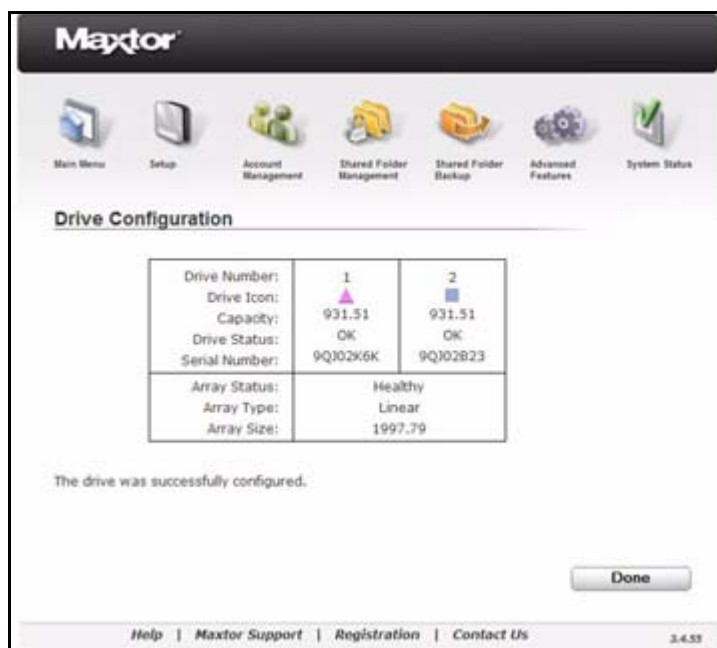 Maxtor
Main Menu
Setup
Account Management
Shared Folder Management
Shared Folder Backup
Advanced Features
System Status
Drive Configuration
Drive Number: 1 2
Drive Icon:
Capacity: 931.51 931.51
Drive Status: OK OK
Serial Number: 9QJ02K6K 9QJ02B23
Array Status: Healthy
Array Type: Linear
Array Size: 1997.79
The drive was successfully configured.
Done
Help | Maxtor Support | Registration | Contact Us